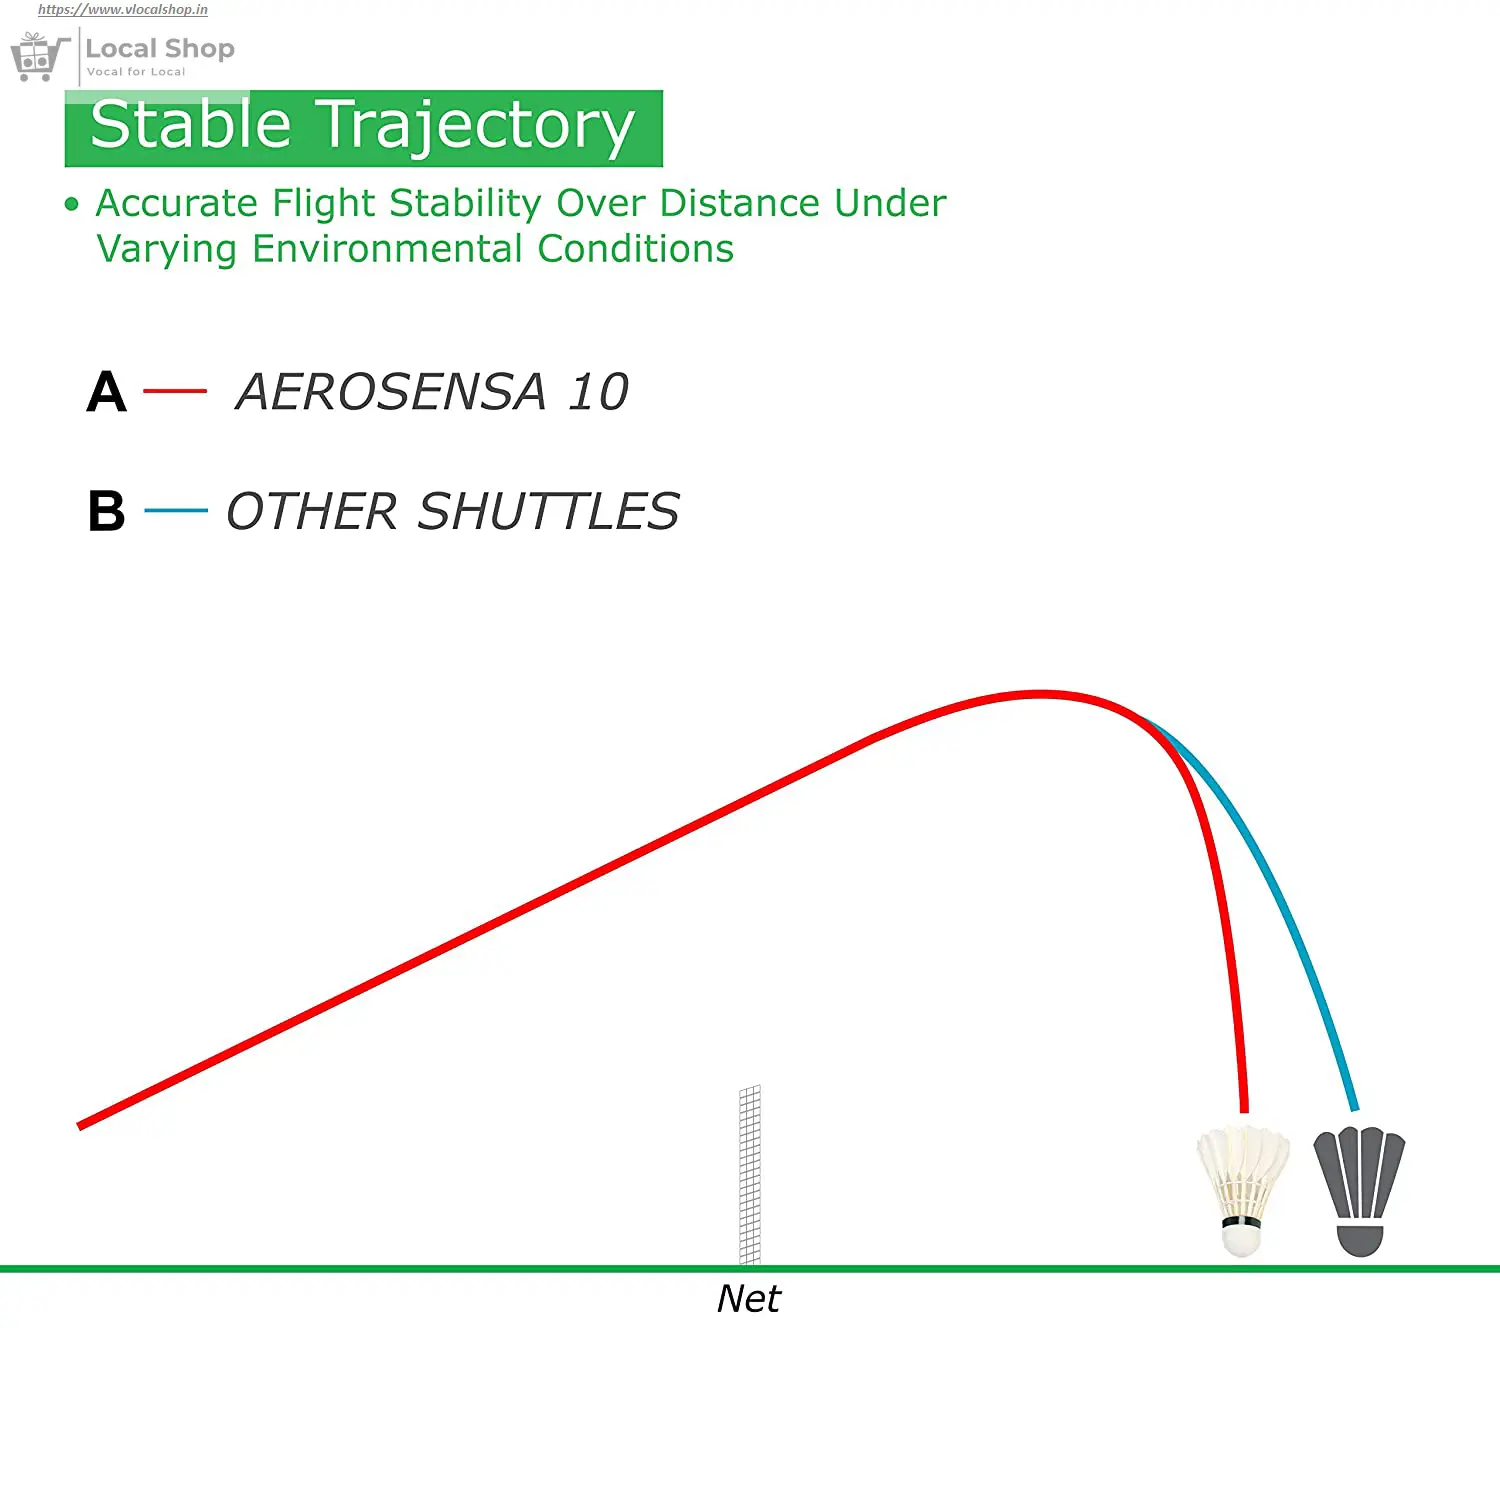 https://www.vlocalshop.in
Local Shop
Vocal for Local
Stable Trajectory
• Accurate Flight Stability Over Distance Under
Varying Environmental Conditions
A AEROSENSA 10
B OTHER SHUTTLES
Net